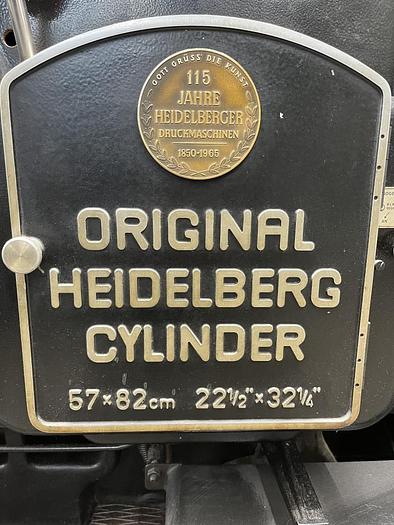 GOTT GRÜSS' DIE KUNST
115
JAHRE
HEIDELBERGER
DRUCKMASCHINEN
1850-1965
ORIGINAL
HEIDELBERG
CYLINDER
57×82cm 22½"×32¼"